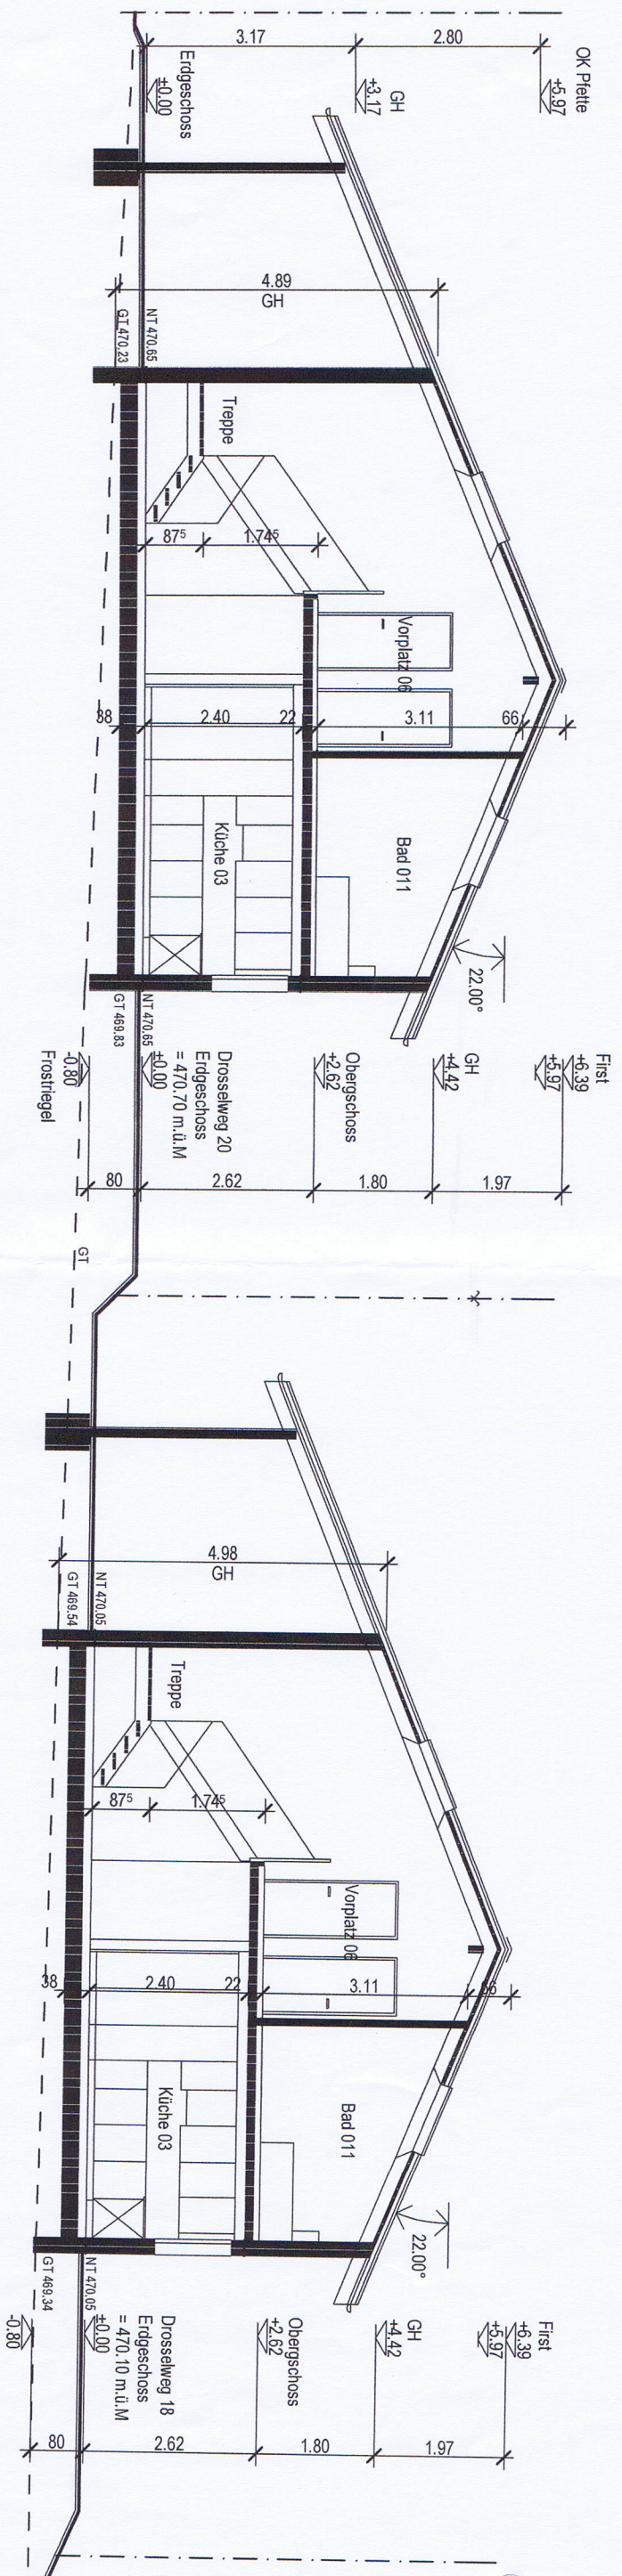 OK Pfette
+5.97
2.80
GH
+3.17
3.17
Erdgeschoss
±0.00
4.89
GH
NT 470.65
GT 470.23
Treppe
87⁵
1.74⁵
Vorplatz 06
38
2.40
22
3.11
66
Küche 03
Bad 011
22.00°
NT 470.65
GT 469.83
First
+6.39
+5.97
GH
+4.42
Obergschoss
+2.62
Drosselweg 20
Erdgeschoss
= 470.70 m.ü.M
±0.00
-0.80
Frostriegel
80
2.62
1.80
1.97
GT
4.98
GH
NT 470.05
GT 469.54
Treppe
87⁵
1.74⁵
Vorplatz 06
38
2.40
22
3.11
66
Küche 03
Bad 011
22.00°
NT 470.05
GT 469.34
First
+6.39
+5.97
GH
+4.42
Obergschoss
+2.62
Drosselweg 18
Erdgeschoss
= 470.10 m.ü.M
±0.00
-0.80
80
2.62
1.80
1.97